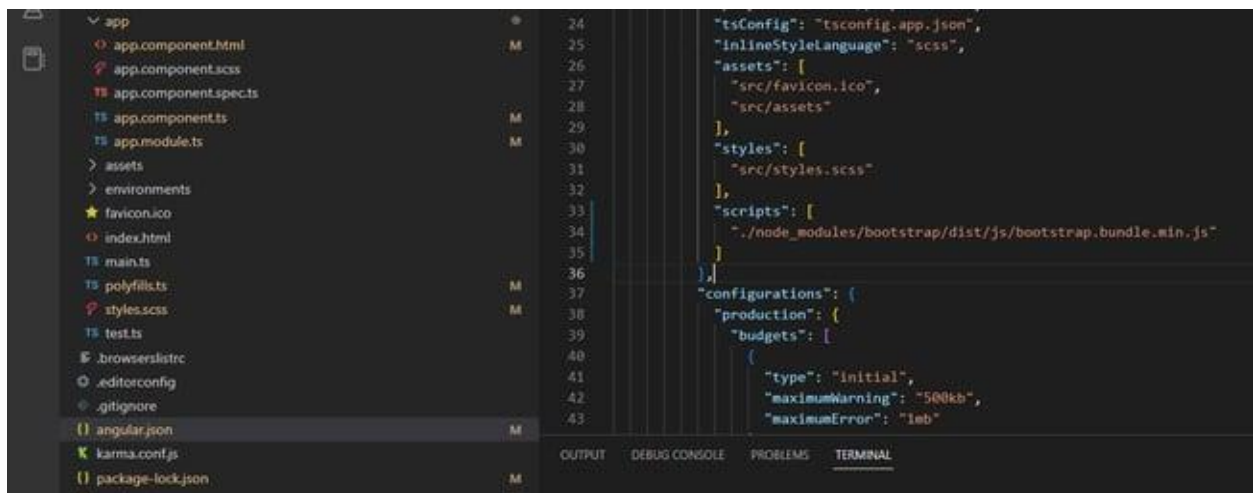 app
app.component.html M
app.component.scss
app.component.spec.ts
app.component.ts M
app.module.ts M
assets
environments
favicon.ico
index.html
main.ts
polyfills.ts M
styles.scss M
test.ts
.browserslistrc
.editorconfig
.gitignore
angular.json M
karma.conf.js
package-lock.json M
24 "tsConfig": "tsconfig.app.json",
25 "inlineStyleLanguage": "scss",
26 "assets": [
27 "src/favicon.ico",
28 "src/assets"
29 ],
30 "styles": [
31 "src/styles.scss"
32 ],
33 "scripts": [
34 "./node_modules/bootstrap/dist/js/bootstrap.bundle.min.js"
35 ]
36 },
37 "configurations": {
38 "production": {
39 "budgets": [
40 {
41 "type": "initial",
42 "maximumWarning": "500kb",
43 "maximumError": "1mb"
OUTPUT DEBUG CONSOLE PROBLEMS TERMINAL